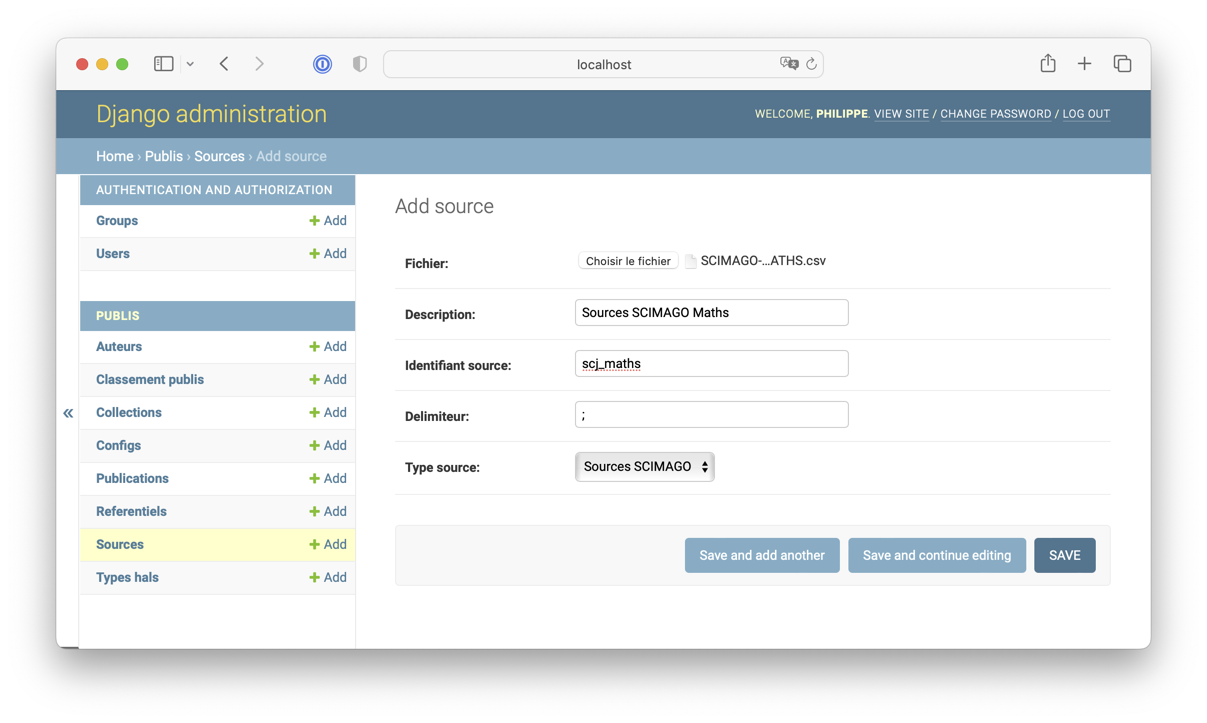 localhost
Django administration
WELCOME, PHILIPPE. VIEW SITE / CHANGE PASSWORD / LOG OUT
Home › Publis › Sources › Add source
AUTHENTICATION AND AUTHORIZATION
Groups + Add
Users + Add
PUBLIS
Auteurs + Add
Classement publis + Add
Collections + Add
Configs + Add
Publications + Add
Referentiels + Add
Sources + Add
Types hals + Add
«
Add source
Fichier: Choisir le fichier SCIMAGO-...ATHS.csv
Description: Sources SCIMAGO Maths
Identifiant source: scj_maths
Delimiteur: ;
Type source: Sources SCIMAGO
Save and add another Save and continue editing SAVE